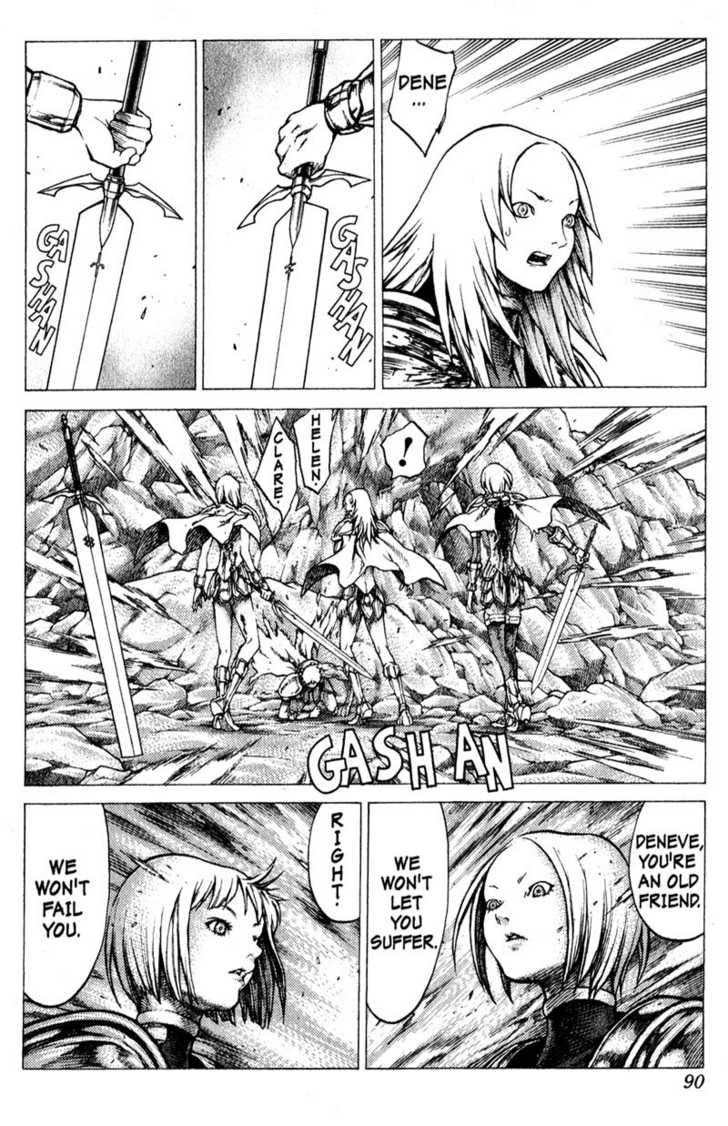 DENE
...
GASHAN
GASHAN
!
HELEN.
CLARE.
GASHAN
DENEVE,
YOU'RE
AN OLD
FRIEND.
WE
WON'T
LET
YOU
SUFFER.
RIGHT.
WE
WON'T
FAIL
YOU.
90